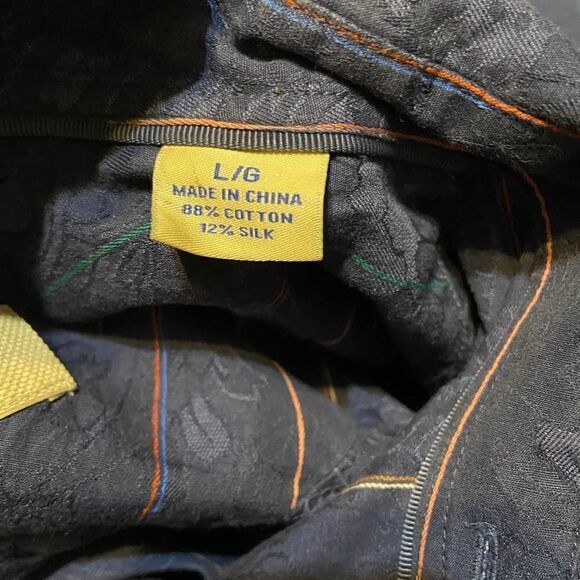 L/G
MADE IN CHINA
88% COTTON
12% SILK